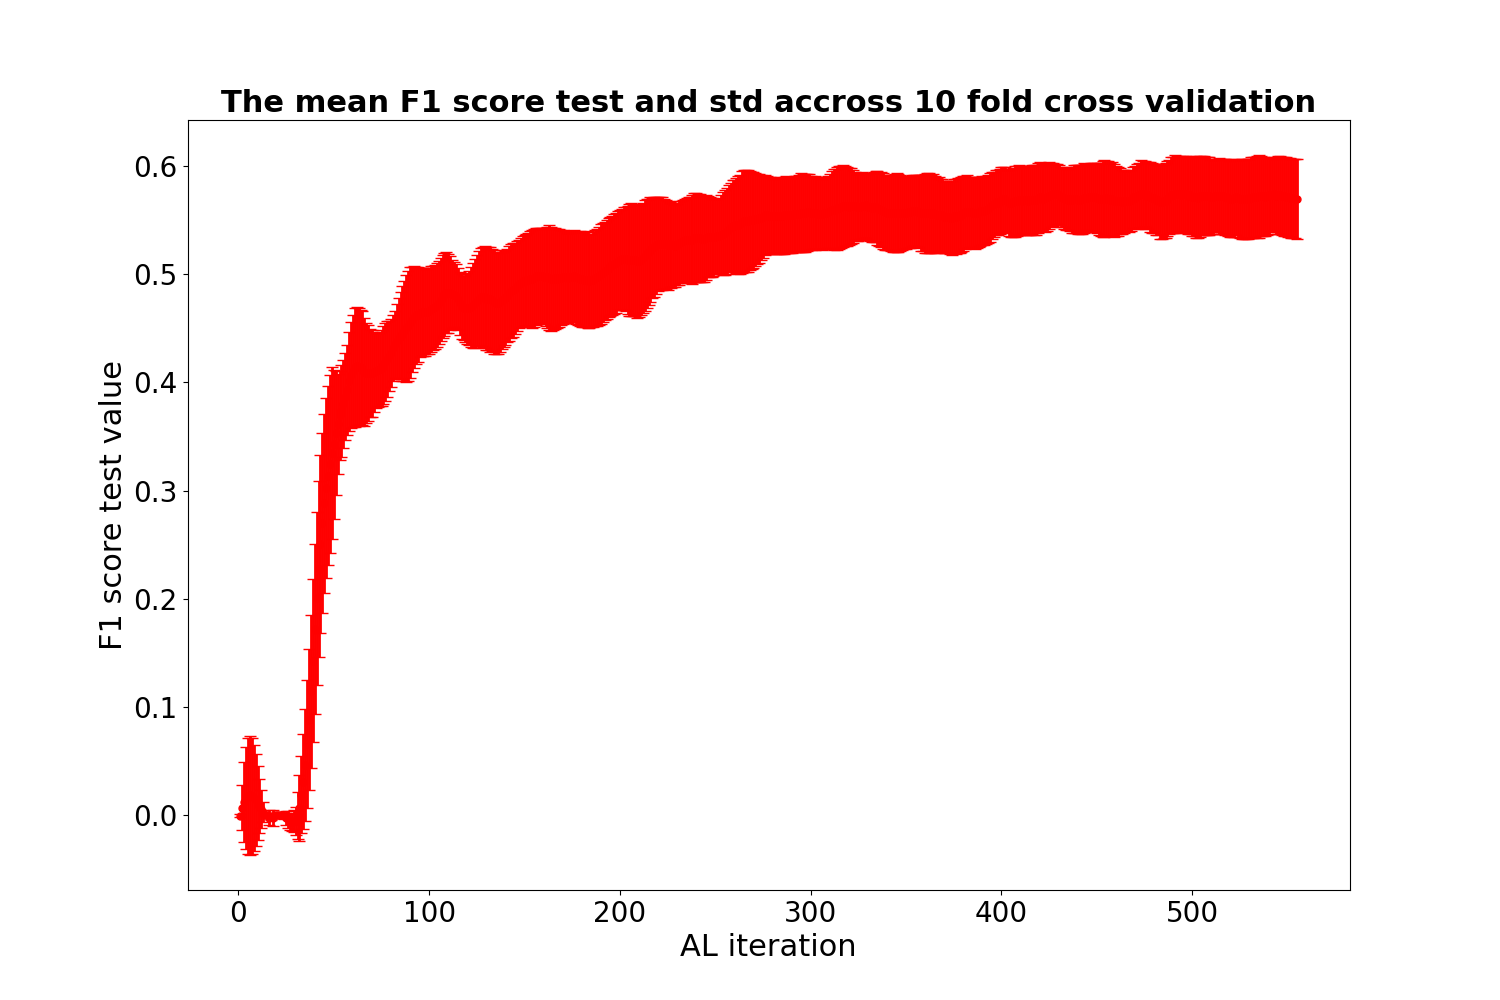 The mean F1 score test and std accross 10 fold cross validation
0.6
0.5
0.4
0.3
0.2
0.1
0.0
F1 score test value
0 100 200 300 400 500
AL iteration